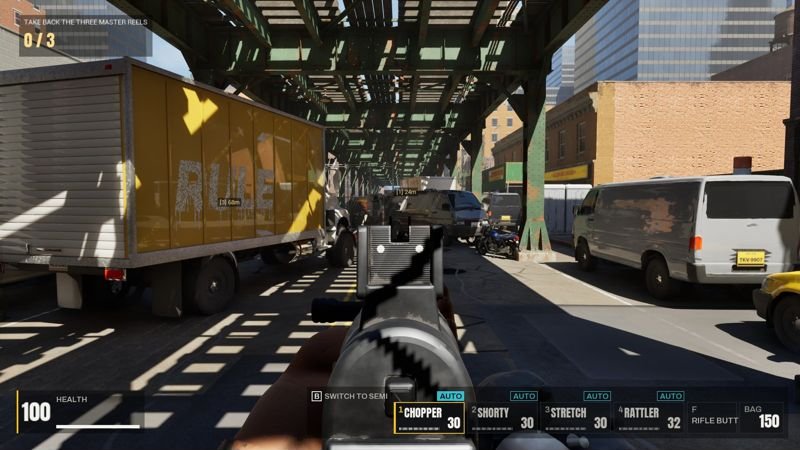 TAKE BACK THE THREE MASTER REELS
0 / 3
RULE
[1] 24m
[3] 68m
TKV 9907
100
HEALTH
B SWITCH TO SEMI
AUTO
AUTO
AUTO
AUTO
1 CHOPPER 30
2 SHORTY 30
3 STRETCH 30
4 RATTLER 32
F
RIFLE BUTT
BAG
150